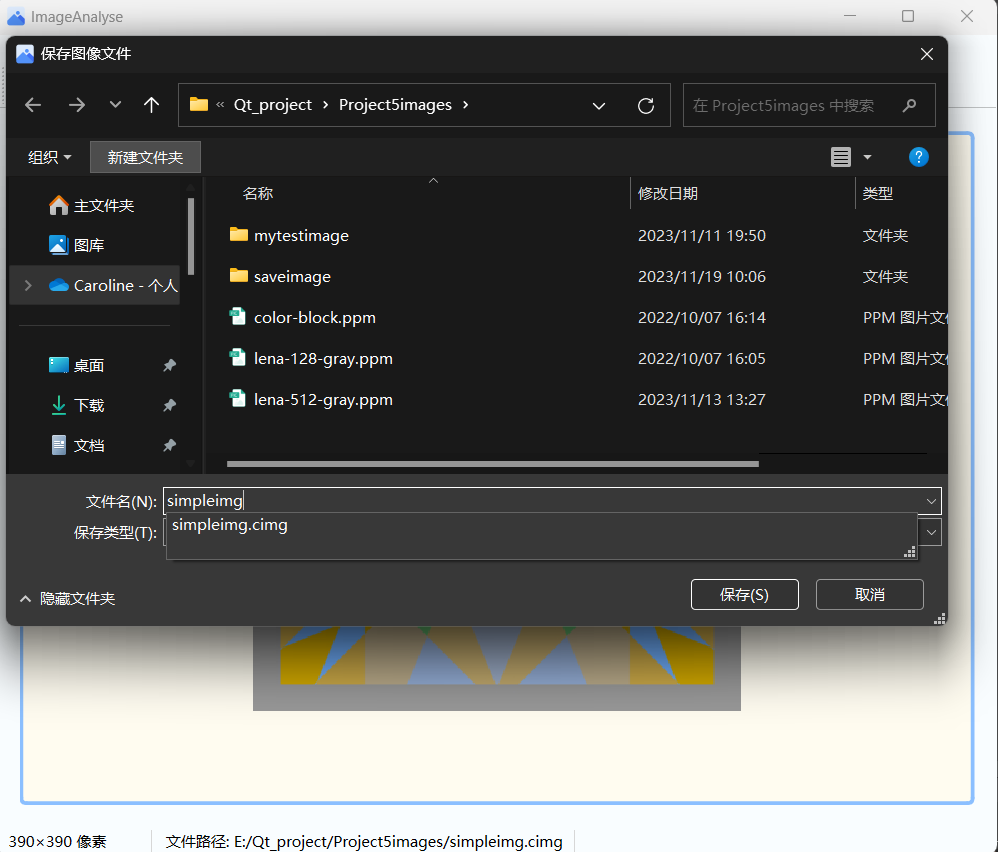 ImageAnalyse
保存图像文件
« Qt_project › Project5images ›
在 Project5images 中搜索
组织
新建文件夹
?
主文件夹
图库
Caroline - 个人
桌面
下载
文档
名称 修改日期 类型
mytestimage 2023/11/11 19:50 文件夹
saveimage 2023/11/19 10:06 文件夹
color-block.ppm 2022/10/07 16:14 PPM 图片文
lena-128-gray.ppm 2022/10/07 16:05 PPM 图片文
lena-512-gray.ppm 2023/11/13 13:27 PPM 图片文
文件名(N): simpleimg
simpleimg.cimg
保存类型(T):
隐藏文件夹
保存(S)
取消
390×390 像素
文件路径: E:/Qt_project/Project5images/simpleimg.cimg